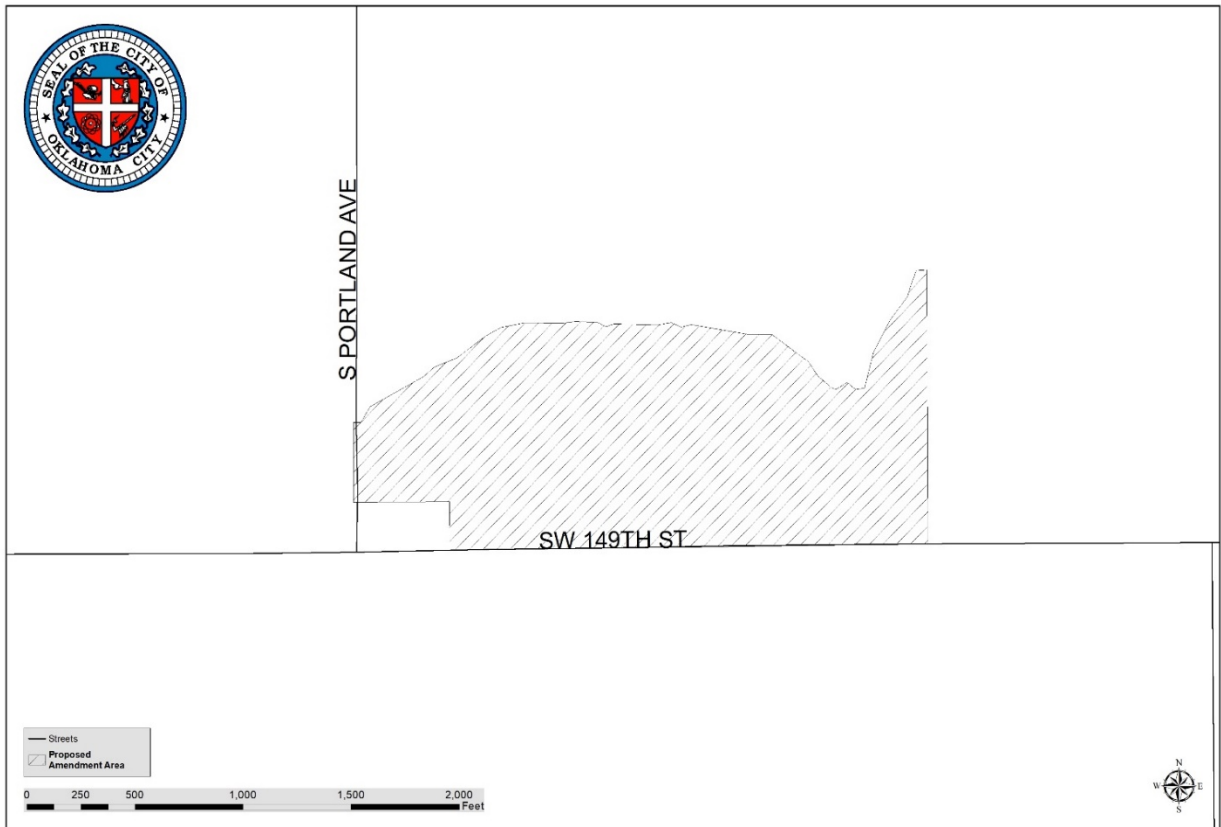 SEAL OF THE CITY OF
OKLAHOMA CITY
S PORTLAND AVE
SW 149TH ST
Streets
Proposed
Amendment Area
0 250 500 1,000 1,500 2,000
Feet
N
W E
S